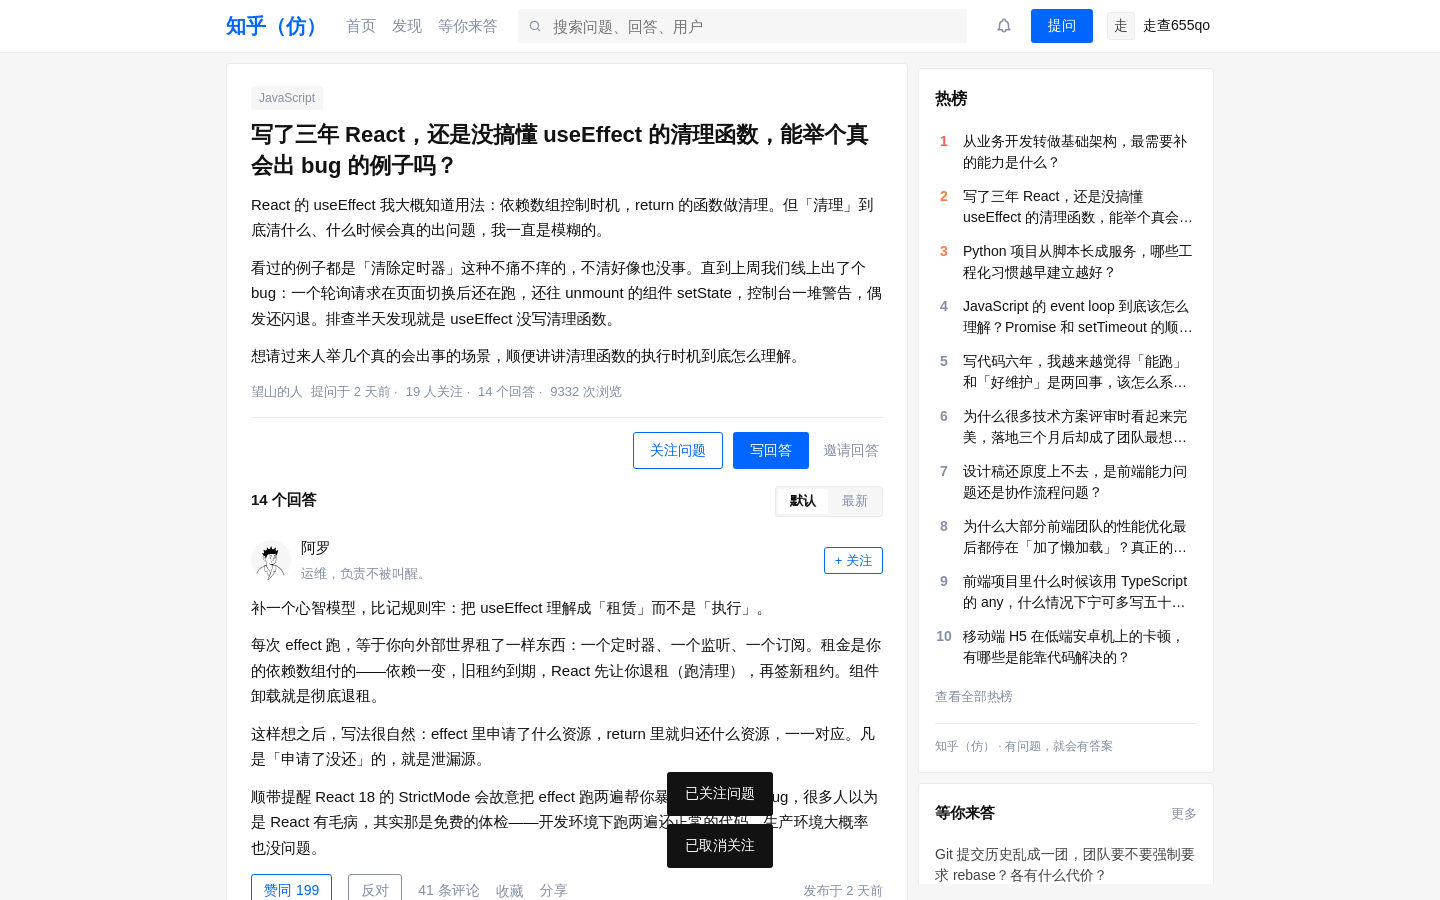 知乎（仿） 首页 发现 等你来答 搜索问题、回答、用户 提问 走 走查655qo
JavaScript
写了三年 React，还是没搞懂 useEffect 的清理函数，能举个真
会出 bug 的例子吗？
React 的 useEffect 我大概知道用法：依赖数组控制时机，return 的函数做清理。但「清理」到
底清什么、什么时候会真的出问题，我一直是模糊的。
看过的例子都是「清除定时器」这种不痛不痒的，不清好像也没事。直到上周我们线上出了个
bug：一个轮询请求在页面切换后还在跑，还往 unmount 的组件 setState，控制台一堆警告，偶
发还闪退。排查半天发现就是 useEffect 没写清理函数。
想请过来人举几个真的会出事的场景，顺便讲讲清理函数的执行时机到底怎么理解。
望山的人 提问于 2 天前 · 19 人关注 · 14 个回答 · 9332 次浏览
关注问题 写回答 邀请回答
14 个回答 默认 最新
阿罗
运维，负责不被叫醒。
+ 关注
补一个心智模型，比记规则牢：把 useEffect 理解成「租赁」而不是「执行」。
每次 effect 跑，等于你向外部世界租了一样东西：一个定时器、一个监听、一个订阅。租金是你
的依赖数组付的——依赖一变，旧租约到期，React 先让你退租（跑清理），再签新租约。组件
卸载就是彻底退租。
这样想之后，写法很自然：effect 里申请了什么资源，return 里就归还什么资源，一一对应。凡
是「申请了没还」的，就是泄漏源。
顺带提醒 React 18 的 StrictMode 会故意把 effect 跑两遍帮你暴 ug，很多人以为
是 React 有毛病，其实那是免费的体检——开发环境下跑两遍还正常的代码，生产环境大概率
也没问题。
已关注问题
已取消关注
赞同 199 反对 41 条评论 收藏 分享 发布于 2 天前
热榜
1 从业务开发转做基础架构，最需要补
的能力是什么？
2 写了三年 React，还是没搞懂
useEffect 的清理函数，能举个真会…
3 Python 项目从脚本长成服务，哪些工
程化习惯越早建立越好？
4 JavaScript 的 event loop 到底该怎么
理解？Promise 和 setTimeout 的顺…
5 写代码六年，我越来越觉得「能跑」
和「好维护」是两回事，该怎么系…
6 为什么很多技术方案评审时看起来完
美，落地三个月后却成了团队最想…
7 设计稿还原度上不去，是前端能力问
题还是协作流程问题？
8 为什么大部分前端团队的性能优化最
后都停在「加了懒加载」？真正的…
9 前端项目里什么时候该用 TypeScript
的 any，什么情况下宁可多写五十…
10 移动端 H5 在低端安卓机上的卡顿，
有哪些是能靠代码解决的？
查看全部热榜
知乎（仿） · 有问题，就会有答案
等你来答 更多
Git 提交历史乱成一团，团队要不要强制要
求 rebase？各有什么代价？